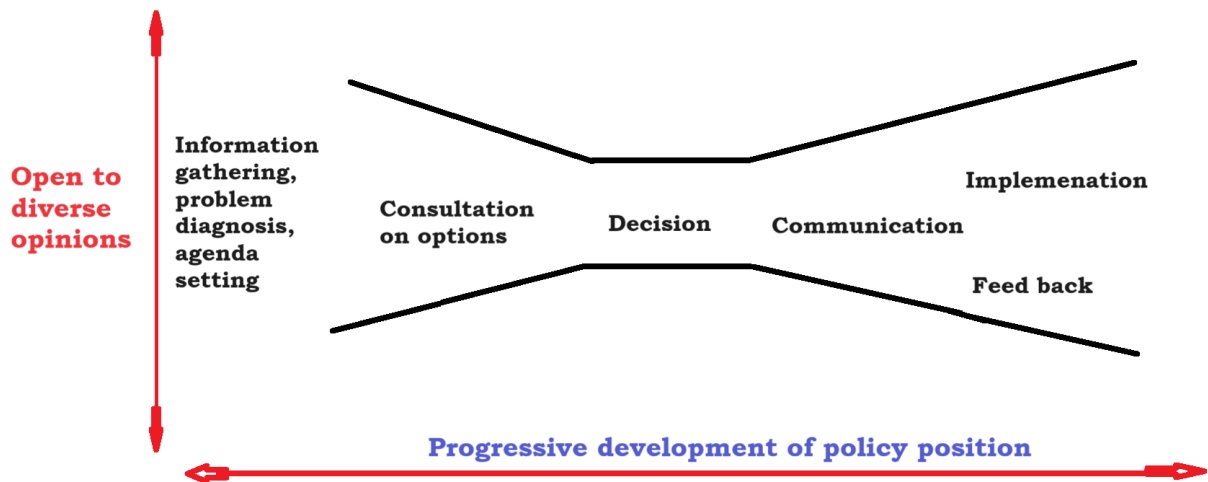 Open to
diverse
opinions
Information
gathering,
problem
diagnosis,
agenda
setting
Consultation
on options
Decision
Communication
Implemenation
Feed back
Progressive development of policy position